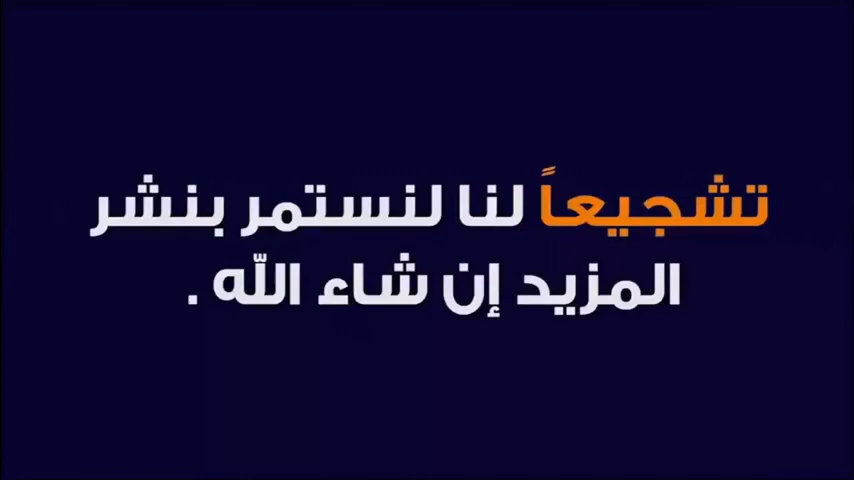 تشجيعاً لنا لنستمر بنشر
المزيد إن شاء الله .